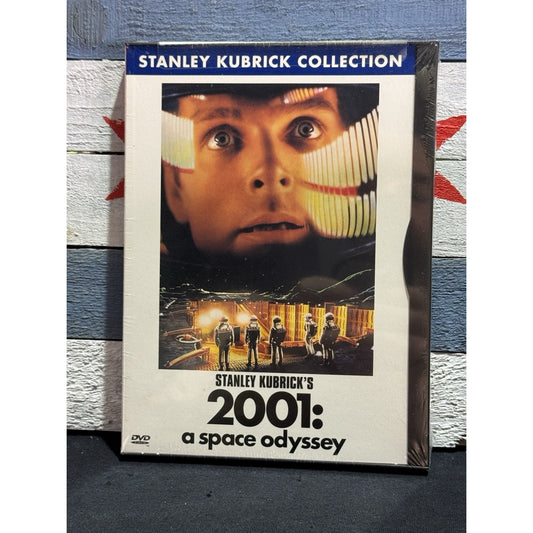 STANLEY KUBRICK COLLECTION
STANLEY KUBRICK'S
2001:
a space odyssey
DVD